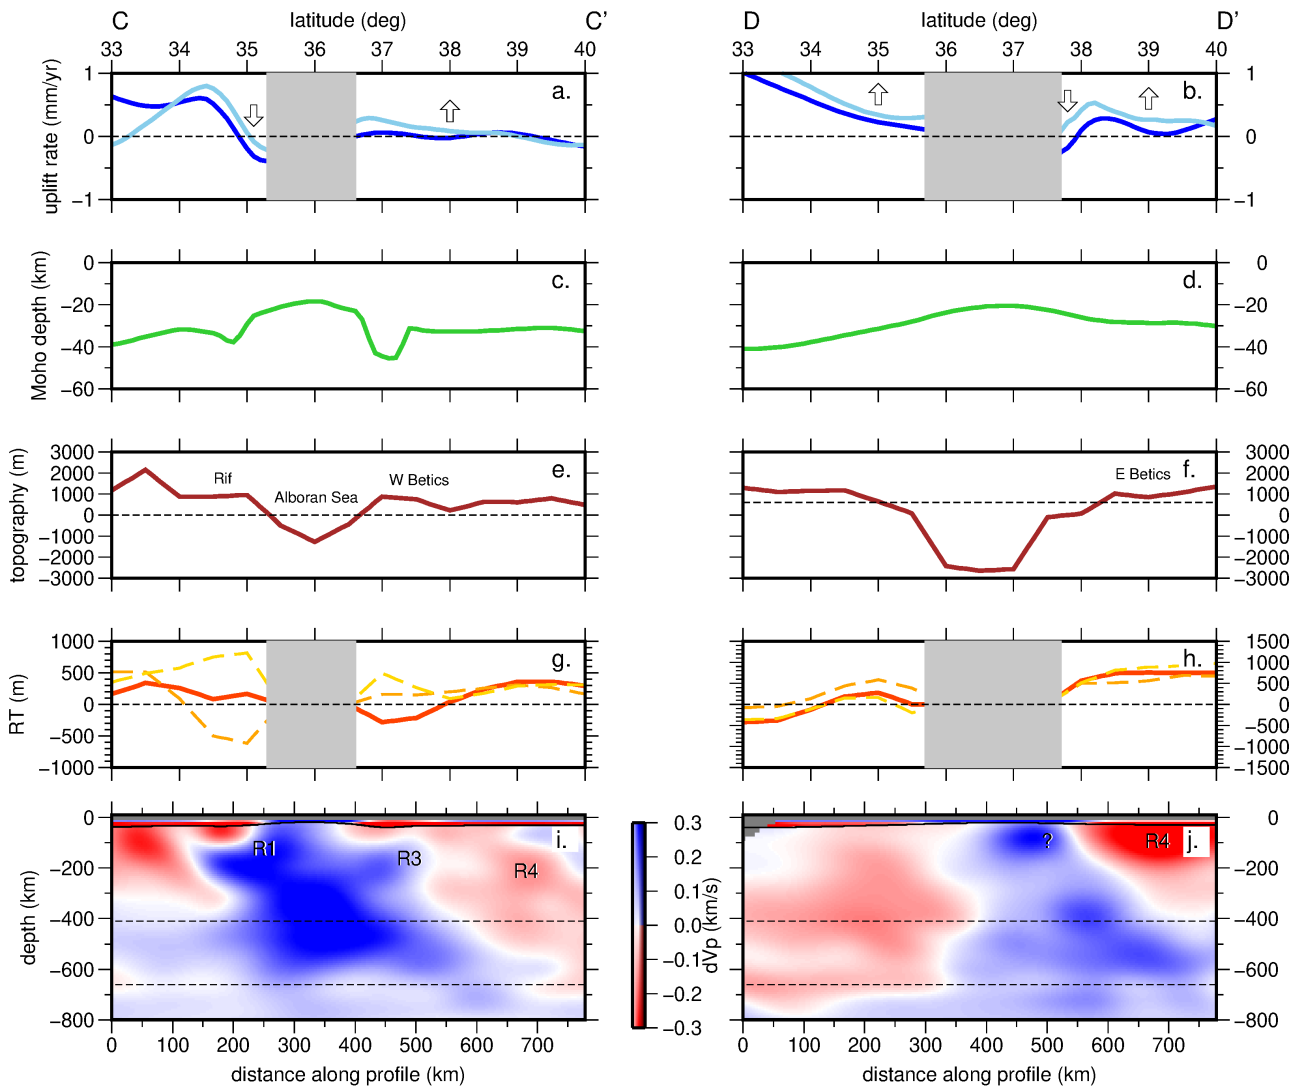 C latitude (deg) C’
33 34 35 36 37 38 39 40
D latitude (deg) D’
33 34 35 36 37 38 39 40
uplift rate (mm/yr)
1
0
−1
a.
b.
1
0
−1
Moho depth (km)
0
−20
−40
−60
c.
d.
0
−20
−40
−60
topography (m)
3000
2000
1000
0
−1000
−2000
−3000
Rif
Alboran Sea
W Betics
e.
E Betics
f.
3000
2000
1000
0
−1000
−2000
−3000
RT (m)
1000
500
0
−500
−1000
g.
h.
1500
1000
500
0
−500
−1000
−1500
depth (km)
0
−200
−400
−600
−800
R1
R3
R4
i.
0.3
0.2
0.1
0.0
−0.1
−0.2
−0.3
dVp (km/s)
?
R4
j.
0
−200
−400
−600
−800
0 100 200 300 400 500 600 700
distance along profile (km)
0 100 200 300 400 500 600 700
distance along profile (km)